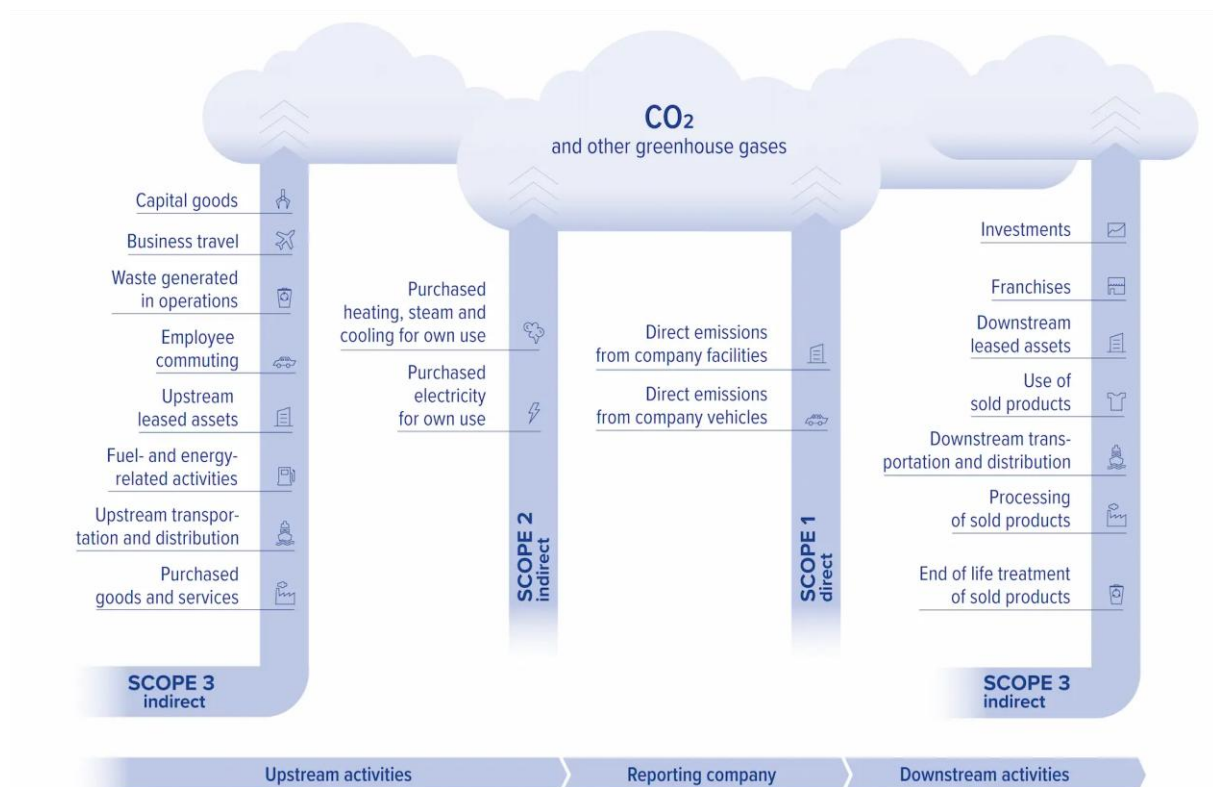 CO₂
and other greenhouse gases
Capital goods
Business travel
Waste generated
in operations
Employee
commuting
Upstream
leased assets
Fuel- and energy-
related activities
Upstream transpor-
tation and distribution
Purchased
goods and services
SCOPE 3
indirect
Purchased
heating, steam and
cooling for own use
Purchased
electricity
for own use
SCOPE 2
indirect
Direct emissions
from company facilities
Direct emissions
from company vehicles
SCOPE 1
direct
Investments
Franchises
Downstream
leased assets
Use of
sold products
Downstream trans-
portation and distribution
Processing
of sold products
End of life treatment
of sold products
SCOPE 3
indirect
Upstream activities
Reporting company
Downstream activities